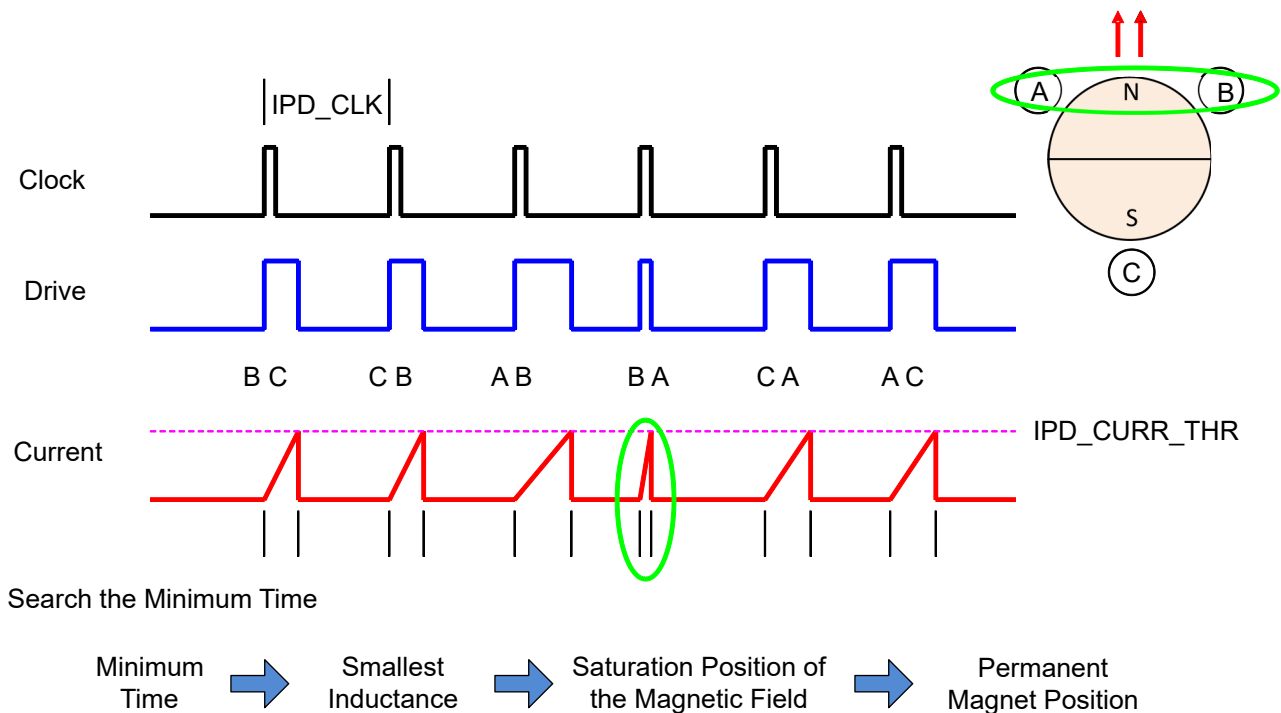 IPD_CLK
A
N
B
Clock
S
C
Drive
B C
C B
A B
B A
C A
A C
IPD_CURR_THR
Current
Search the Minimum Time
Minimum
Time
Smallest
Inductance
Saturation Position of
the Magnetic Field
Permanent
Magnet Position